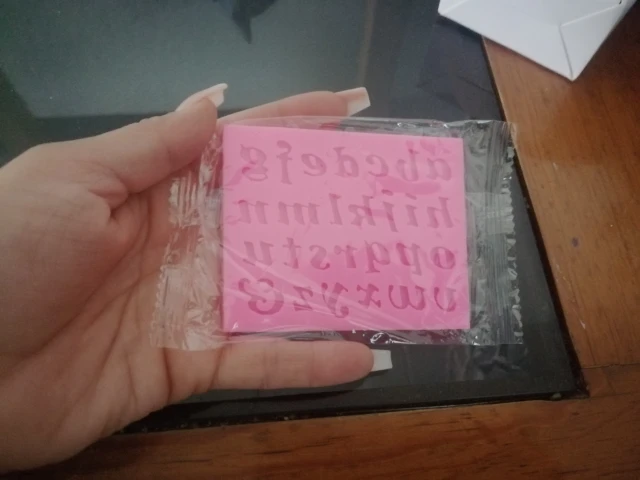 abcdefg
hijklmn
opqrstu
vwxyz&